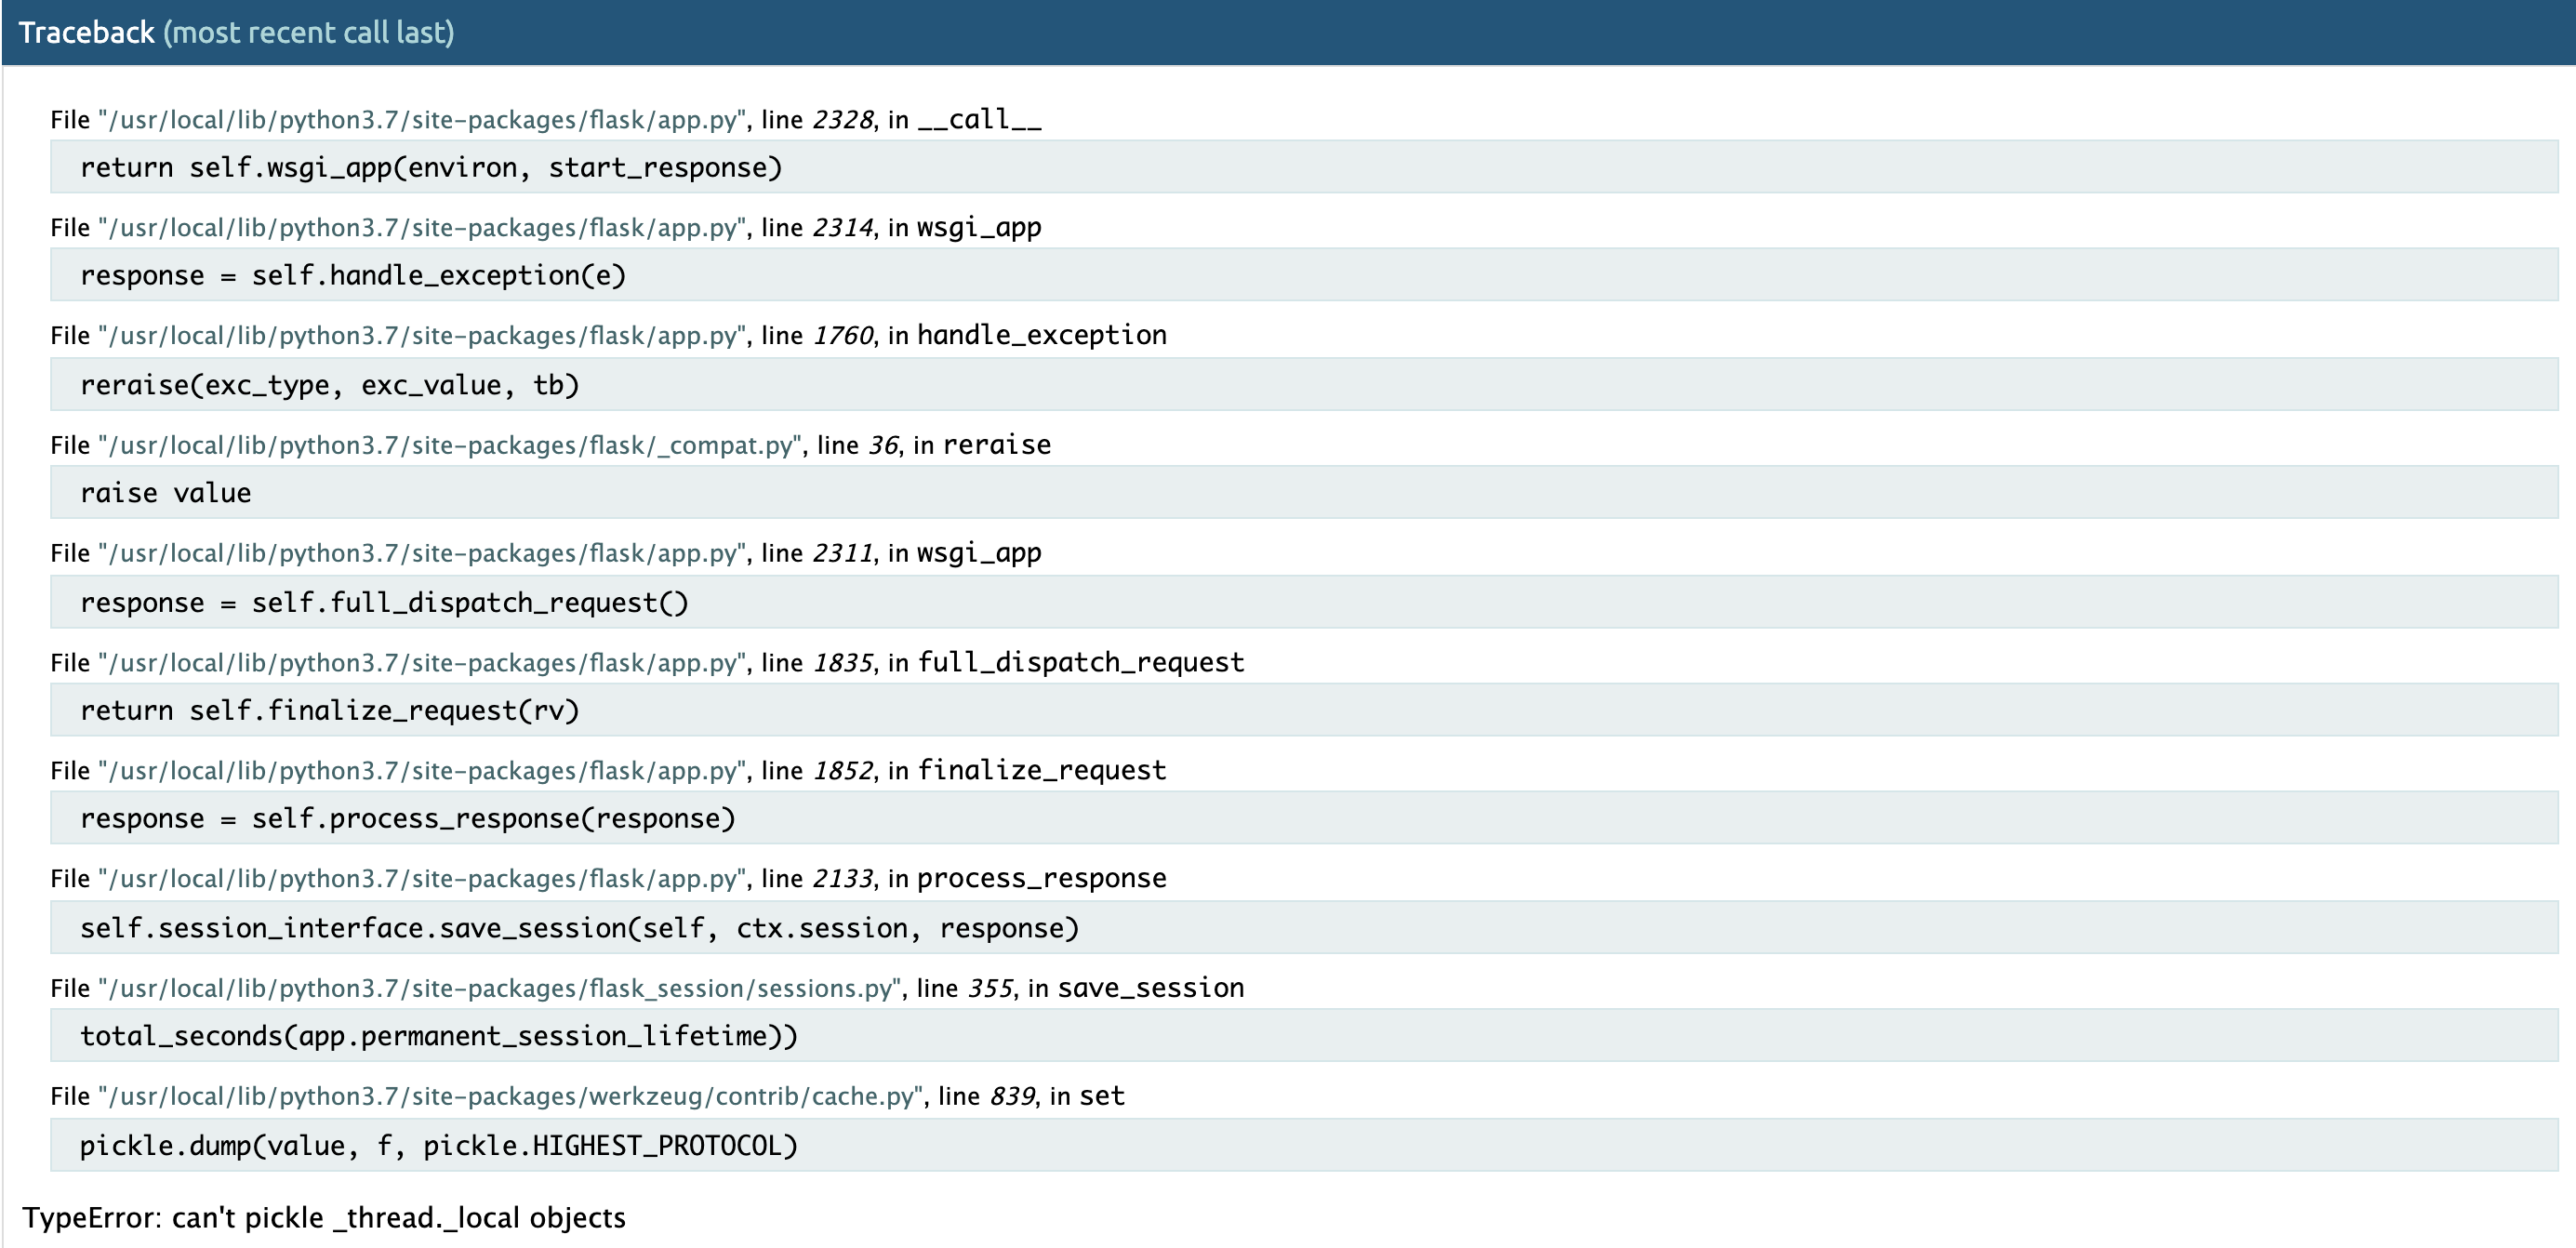 Traceback (most recent call last)
File "/usr/local/lib/python3.7/site-packages/flask/app.py", line 2328, in __call__
return self.wsgi_app(environ, start_response)
File "/usr/local/lib/python3.7/site-packages/flask/app.py", line 2314, in wsgi_app
response = self.handle_exception(e)
File "/usr/local/lib/python3.7/site-packages/flask/app.py", line 1760, in handle_exception
reraise(exc_type, exc_value, tb)
File "/usr/local/lib/python3.7/site-packages/flask/_compat.py", line 36, in reraise
raise value
File "/usr/local/lib/python3.7/site-packages/flask/app.py", line 2311, in wsgi_app
response = self.full_dispatch_request()
File "/usr/local/lib/python3.7/site-packages/flask/app.py", line 1835, in full_dispatch_request
return self.finalize_request(rv)
File "/usr/local/lib/python3.7/site-packages/flask/app.py", line 1852, in finalize_request
response = self.process_response(response)
File "/usr/local/lib/python3.7/site-packages/flask/app.py", line 2133, in process_response
self.session_interface.save_session(self, ctx.session, response)
File "/usr/local/lib/python3.7/site-packages/flask_session/sessions.py", line 355, in save_session
total_seconds(app.permanent_session_lifetime))
File "/usr/local/lib/python3.7/site-packages/werkzeug/contrib/cache.py", line 839, in set
pickle.dump(value, f, pickle.HIGHEST_PROTOCOL)
TypeError: can't pickle _thread._local objects